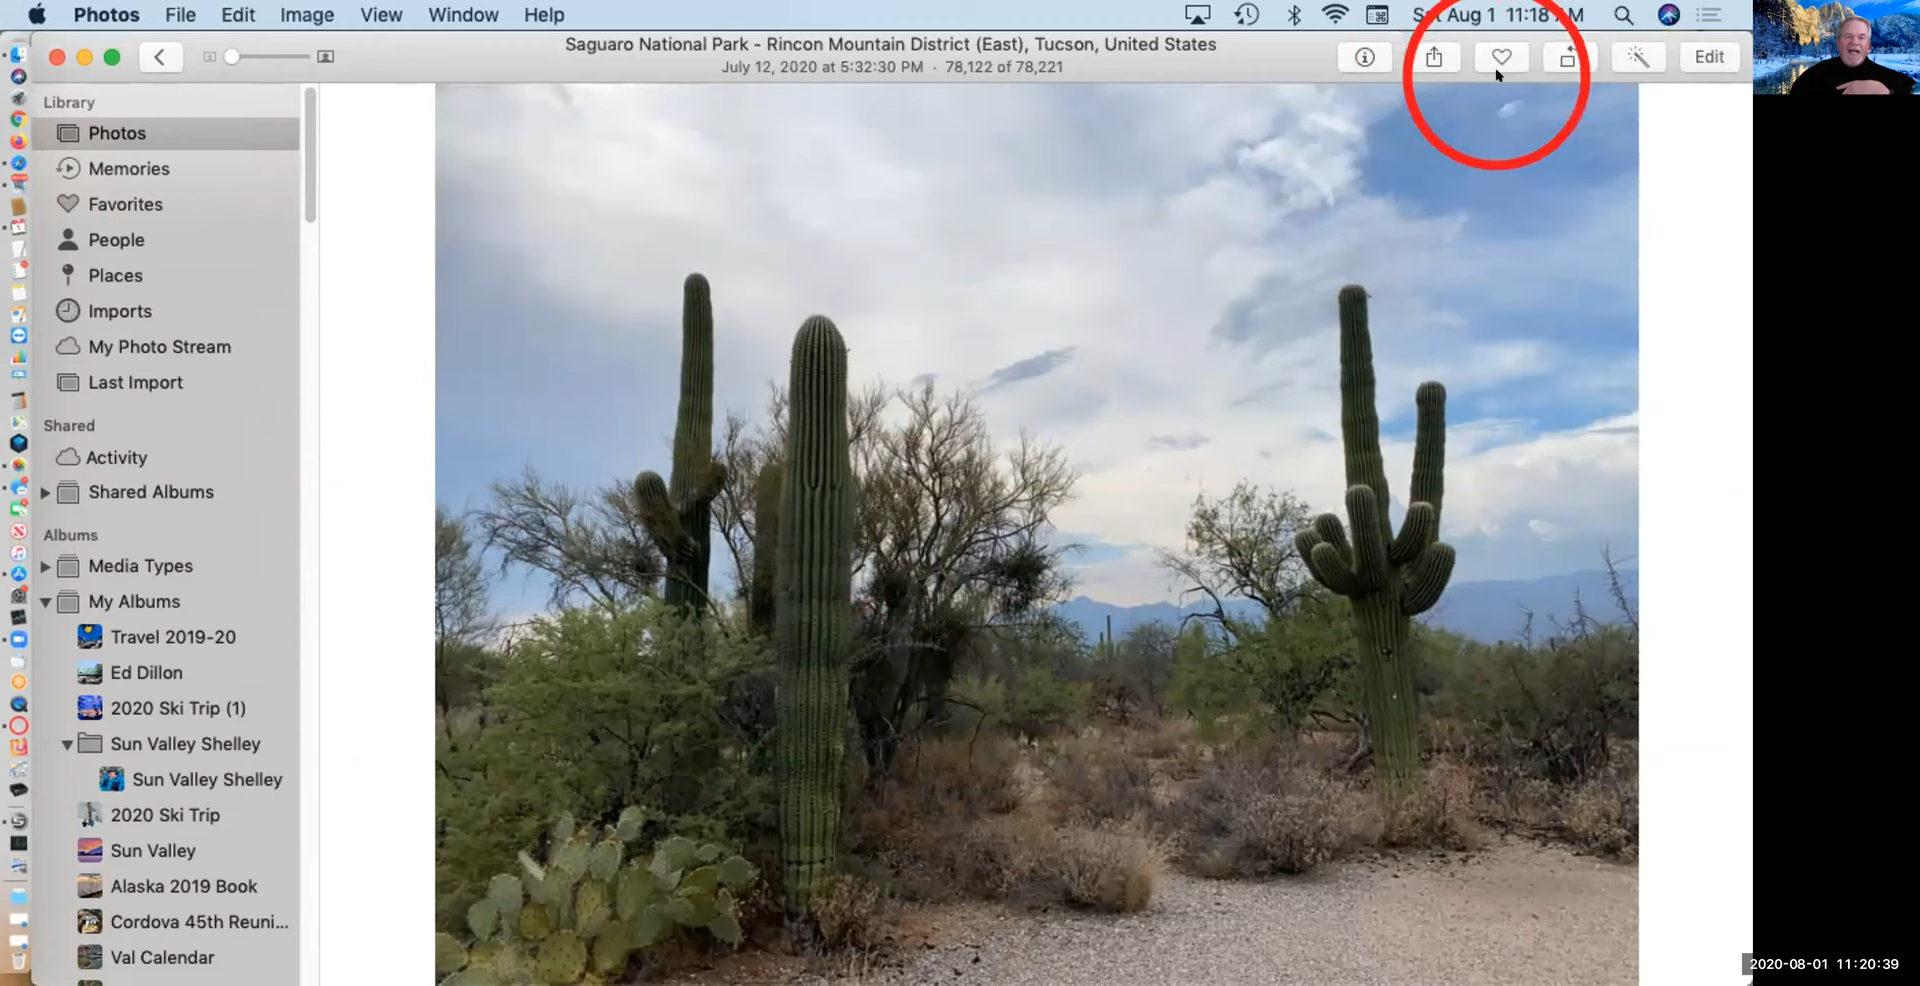 Photos File Edit Image View Window Help
Sat Aug 1 11:18 AM
Saguaro National Park - Rincon Mountain District (East), Tucson, United States
July 12, 2020 at 5:32:30 PM · 78,122 of 78,221
Edit
Library
Photos
Memories
Favorites
People
Places
Imports
My Photo Stream
Last Import
Shared
Activity
Shared Albums
Albums
Media Types
My Albums
Travel 2019-20
Ed Dillon
2020 Ski Trip (1)
Sun Valley Shelley
Sun Valley Shelley
2020 Ski Trip
Sun Valley
Alaska 2019 Book
Cordova 45th Reuni...
Val Calendar
2020-08-01 11:20:39